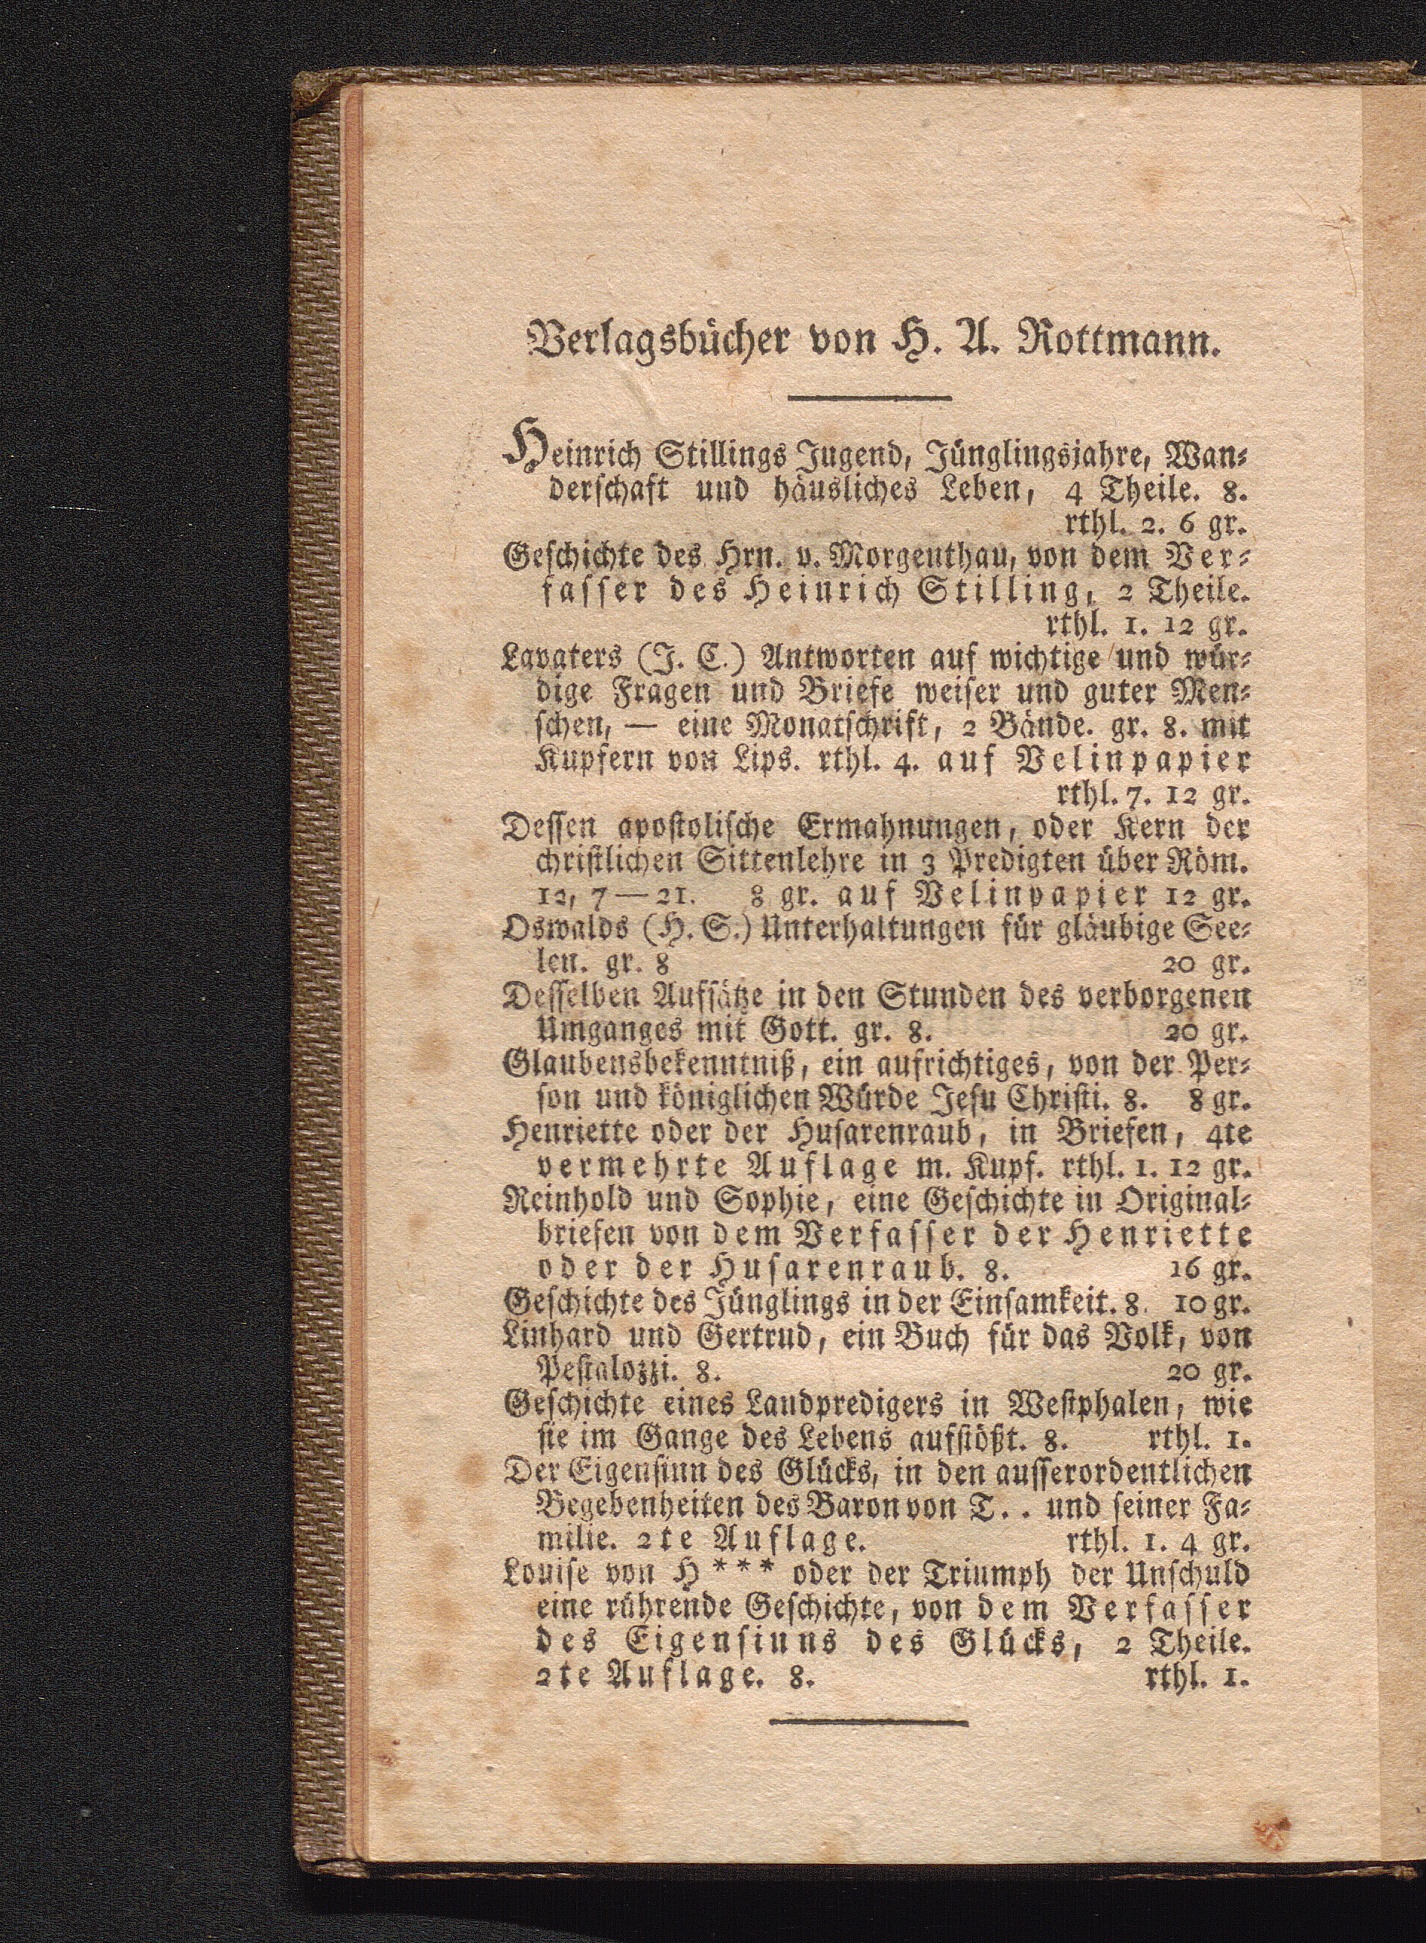 Verlagsbücher von H. A. Rottmann.
Heinrich Stillings Jugend, Jünglingsjahre, Wan-
derschaft und häusliches Leben, 4 Theile. 8.
rthl. 2. 6 gr.
Geschichte des Hrn. v. Morgenthau, von dem Ver-
fasser des Heinrich Stilling, 2 Theile.
rthl. 1. 12 gr.
Lavaters (J. C.) Antworten auf wichtige und wür-
dige Fragen und Briefe weiser und guter Men-
schen, — eine Monatschrift, 2 Bände. gr. 8. mit
Kupfern von Lips. rthl. 4. auf Velinpapier
rthl. 7. 12 gr.
Dessen apostolische Ermahnungen, oder Kern der
christlichen Sittenlehre in 3 Predigten über Röm.
12, 7—21. 8 gr. auf Velinpapier 12 gr.
Oswalds (H. S.) Unterhaltungen für gläubige See-
len. gr. 8 20 gr.
Desselben Aufsätze in den Stunden des verborgenen
Umganges mit Gott. gr. 8. 20 gr.
Glaubensbekenntniß, ein aufrichtiges, von der Per-
son und königlichen Würde Jesu Christi. 8. 8 gr.
Henriette oder der Husarenraub, in Briefen, 4te
vermehrte Auflage m. Kupf. rthl. 1. 12 gr.
Reinhold und Sophie, eine Geschichte in Original-
briefen von dem Verfasser der Henriette
oder der Husarenraub. 8. 16 gr.
Geschichte des Jünglings in der Einsamkeit. 8. 10 gr.
Linhard und Gertrud, ein Buch für das Volk, von
Pestalozzi. 8. 20 gr.
Geschichte eines Landpredigers in Westphalen, wie
sie im Gange des Lebens aufstößt. 8. rthl. 1.
Der Eigensinn des Glücks, in den ausserordentlichen
Begebenheiten des Baron von T.. und seiner Fa-
milie. 2te Auflage. rthl. 1. 4 gr.
Louise von H *** oder der Triumph der Unschuld
eine rührende Geschichte, von dem Verfasser
des Eigensinns des Glücks, 2 Theile.
2te Auflage. 8. rthl. 1.